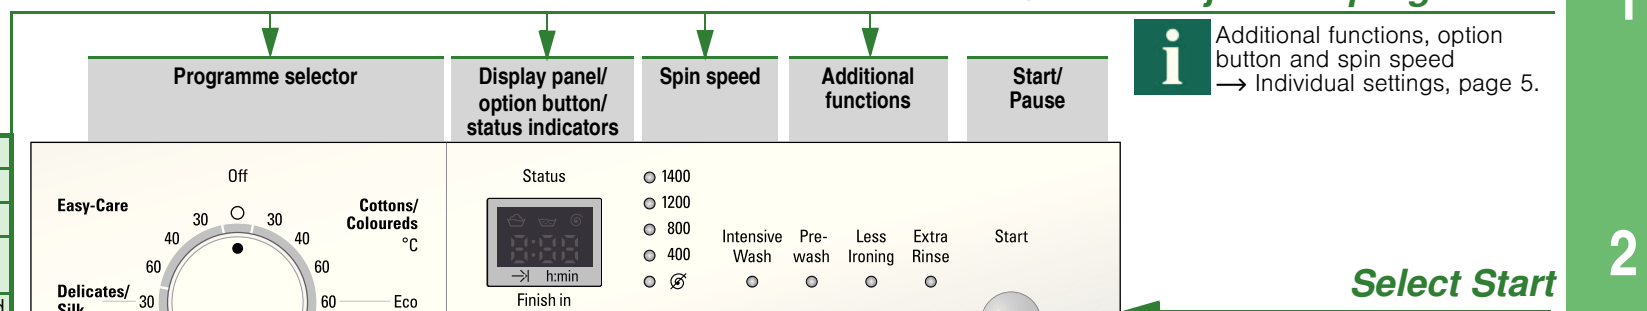 1
Programme selector
Display panel/
option button/
status indicators
Spin speed
Additional
functions
Start/
Pause
i
Additional functions, option
button and spin speed
→ Individual settings, page 5.
Off
Easy-Care
Cottons/
Coloureds
°C
30
30
40
40
60
60
Delicates/
Silk
30
60
Eco
Status
h:min
Finish in
1400
1200
800
400
Intensive
Wash
Pre-
wash
Less
Ironing
Extra
Rinse
Start
2
Select Start